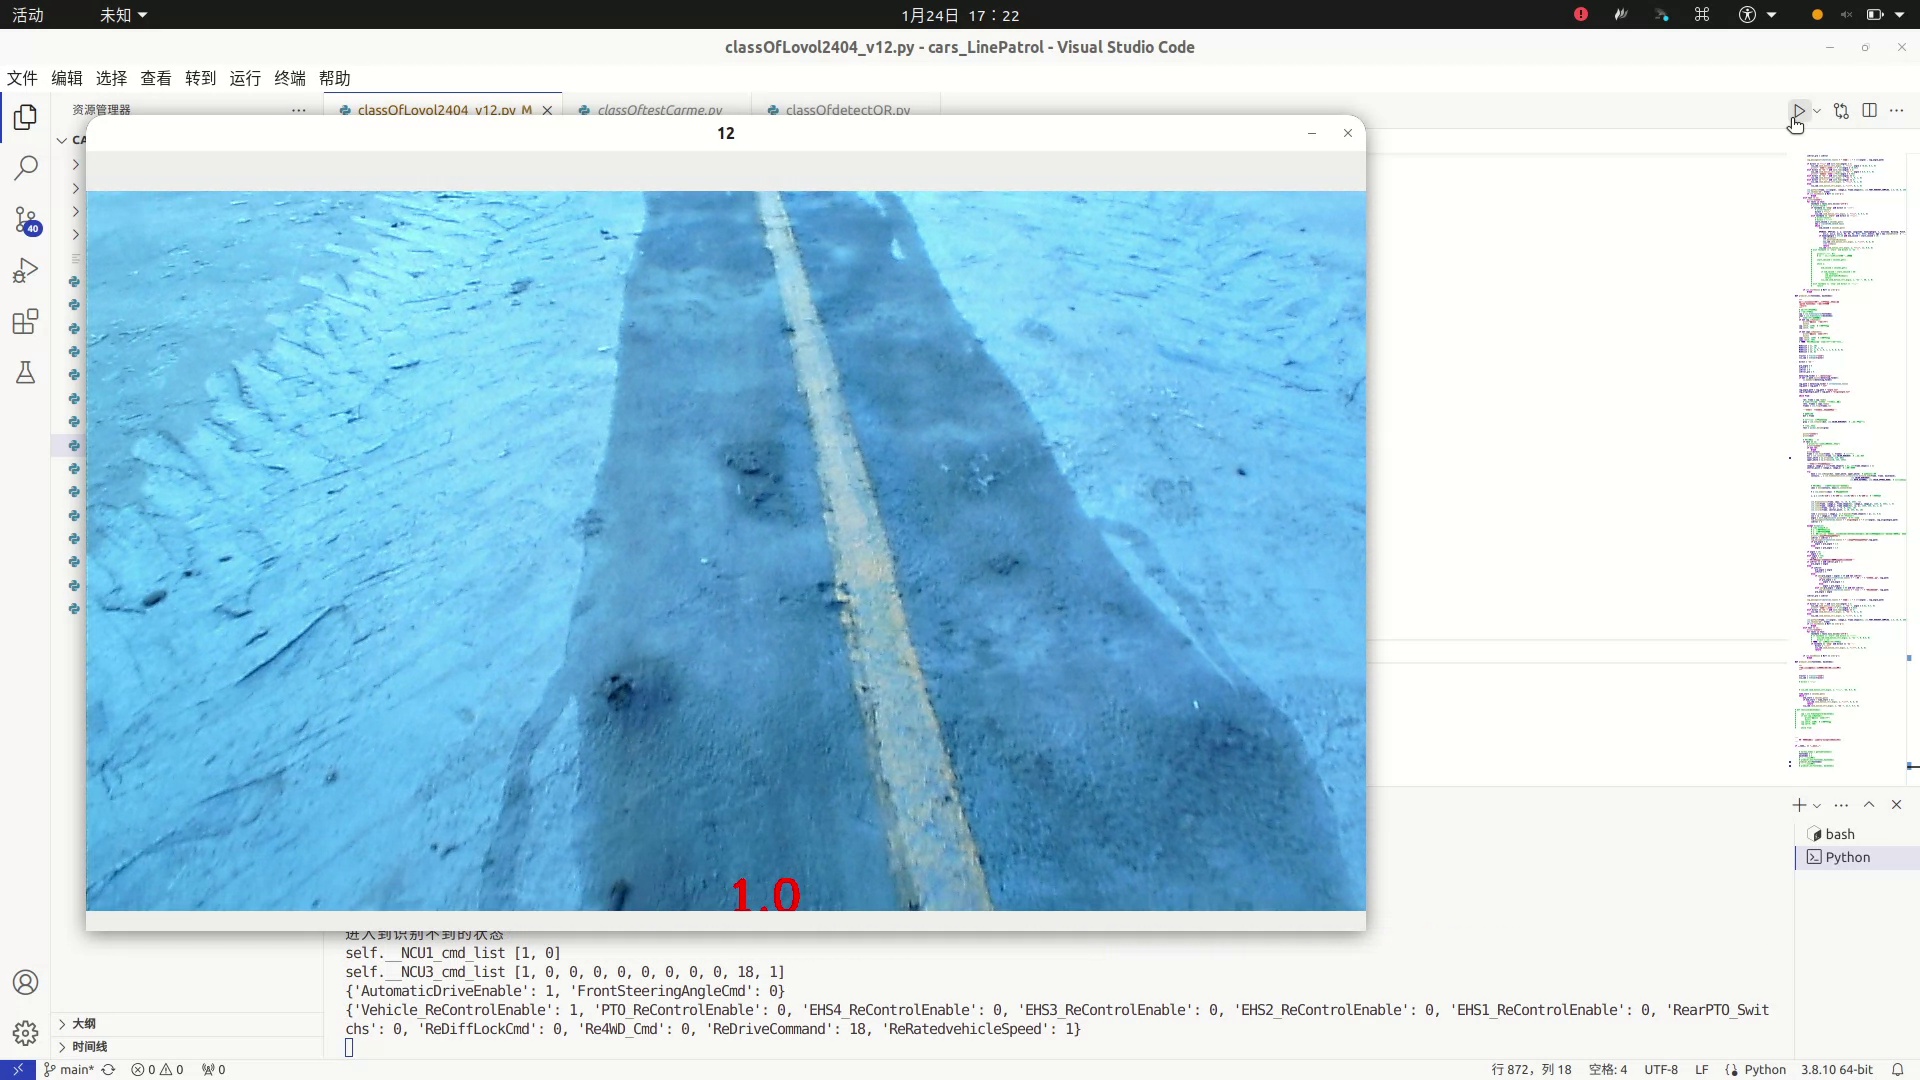 活动
未知
1月24日 17：22
classOfLovol2404_v12.py - cars_LinePatrol - Visual Studio Code
文件 编辑 选择 查看 转到 运行 终端 帮助
资源管理器
classOfLovol2404_v12.py M
classOftestCarme.py
classOfdetectQR.py
CA
12
40
1.0
bash
Python
进入到识别不到的状态
self.__NCU1_cmd_list [1, 0]
self.__NCU3_cmd_list [1, 0, 0, 0, 0, 0, 0, 0, 0, 18, 1]
{'AutomaticDriveEnable': 1, 'FrontSteeringAngleCmd': 0}
{'Vehicle_ReControlEnable': 1, 'PTO_ReControlEnable': 0, 'EHS4_ReControlEnable': 0, 'EHS3_ReControlEnable': 0, 'EHS2_ReControlEnable': 0, 'EHS1_ReControlEnable': 0, 'RearPTO_Swit
chs': 0, 'ReDiffLockCmd': 0, 'Re4WD_Cmd': 0, 'ReDriveCommand': 18, 'ReRatedvehicleSpeed': 1}
大纲
时间线
main* 0 0 0
行 872，列 18 空格: 4 UTF-8 LF Python 3.8.10 64-bit